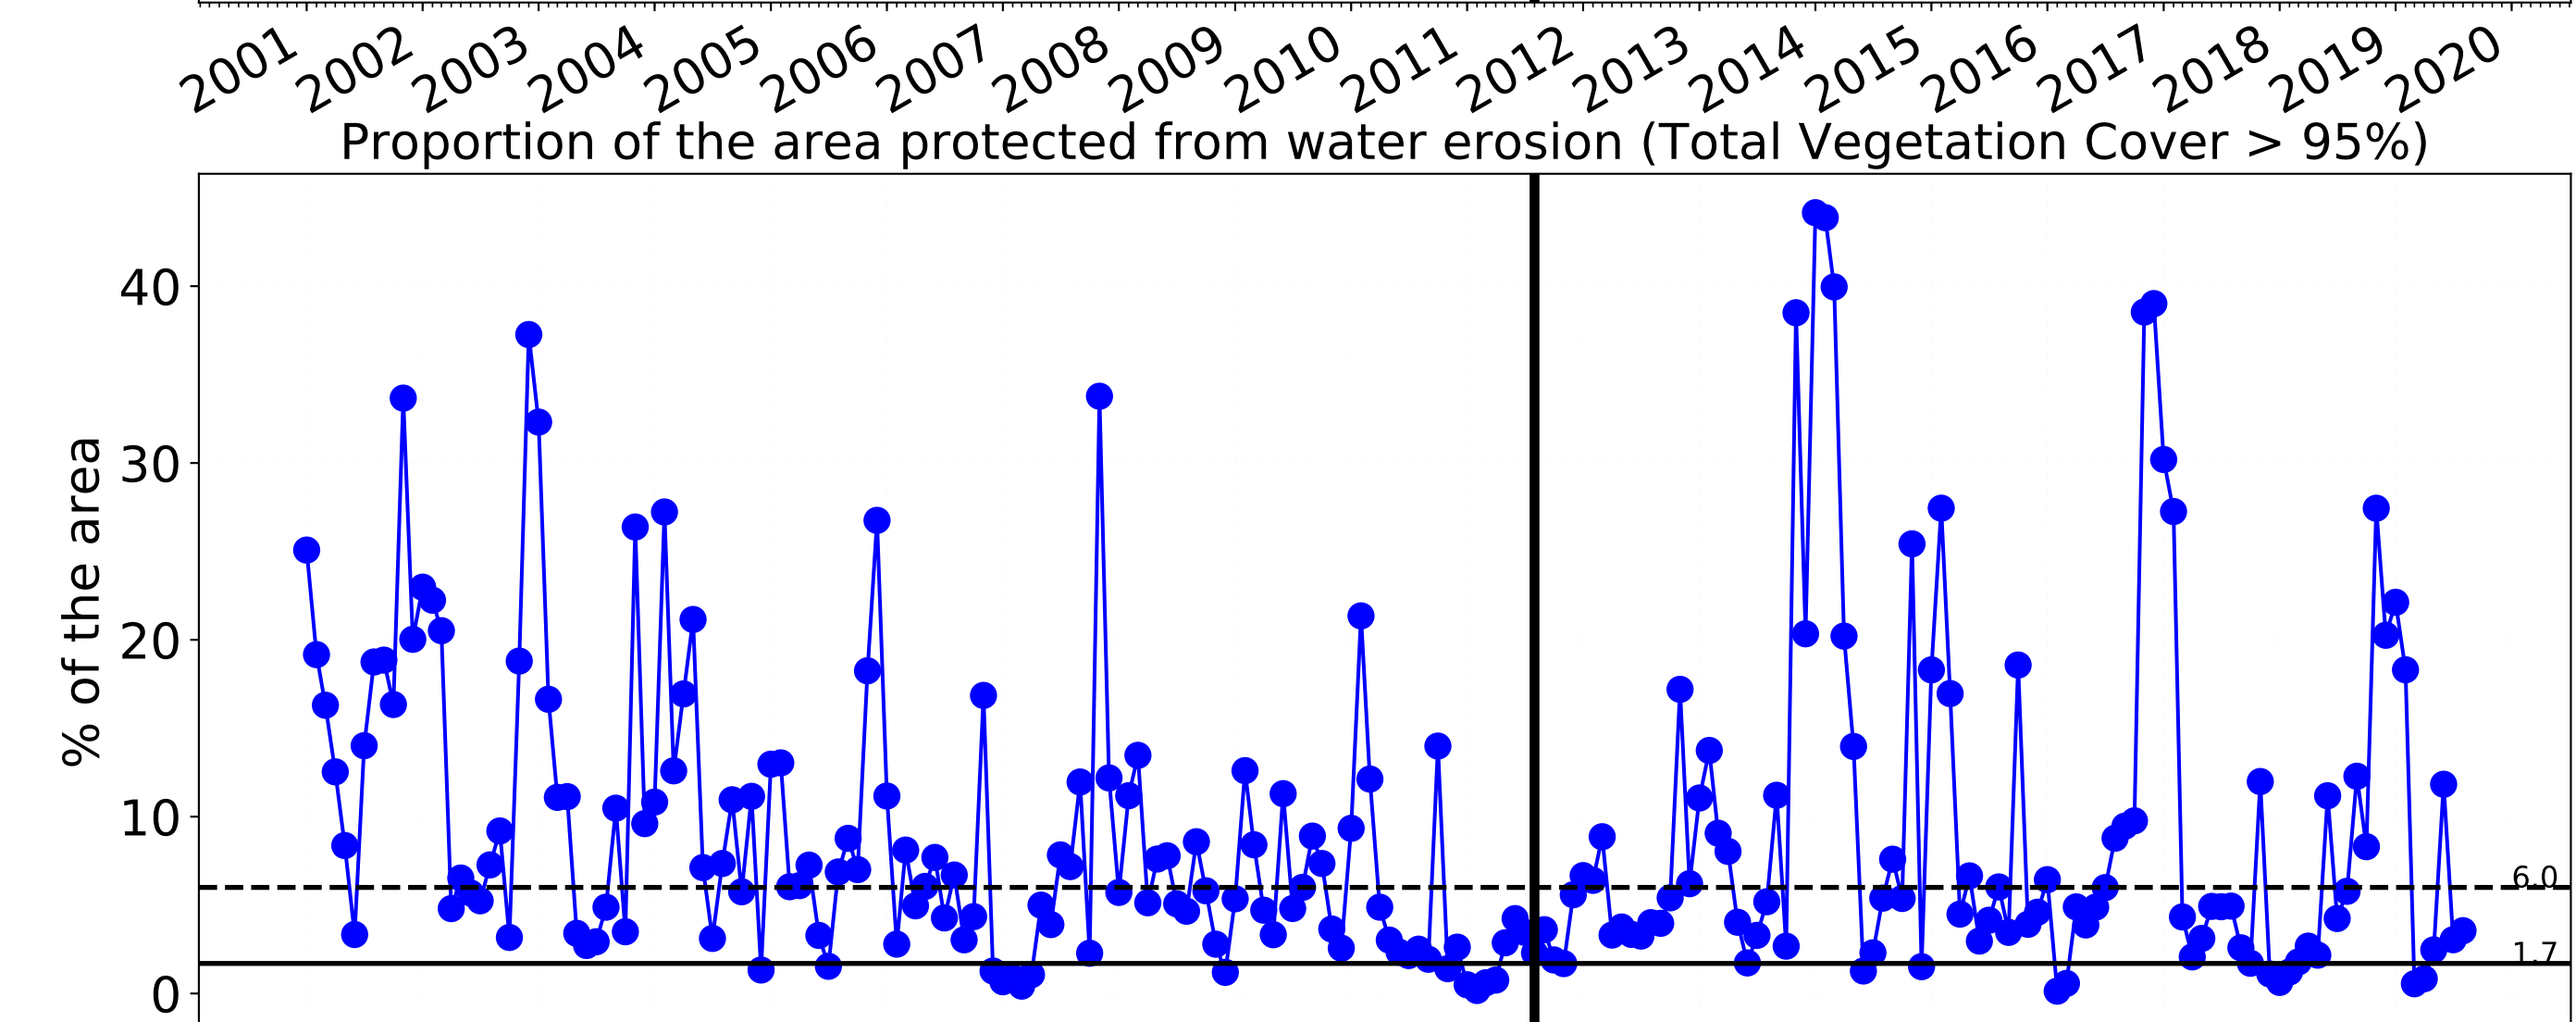 2001 2002 2003 2004 2005 2006 2007 2008 2009 2010 2011 2012 2013 2014 2015 2016 2017 2018 2019 2020
Proportion of the area protected from water erosion (Total Vegetation Cover > 95%)
% of the area
40
30
20
10
0
6.0
1.7